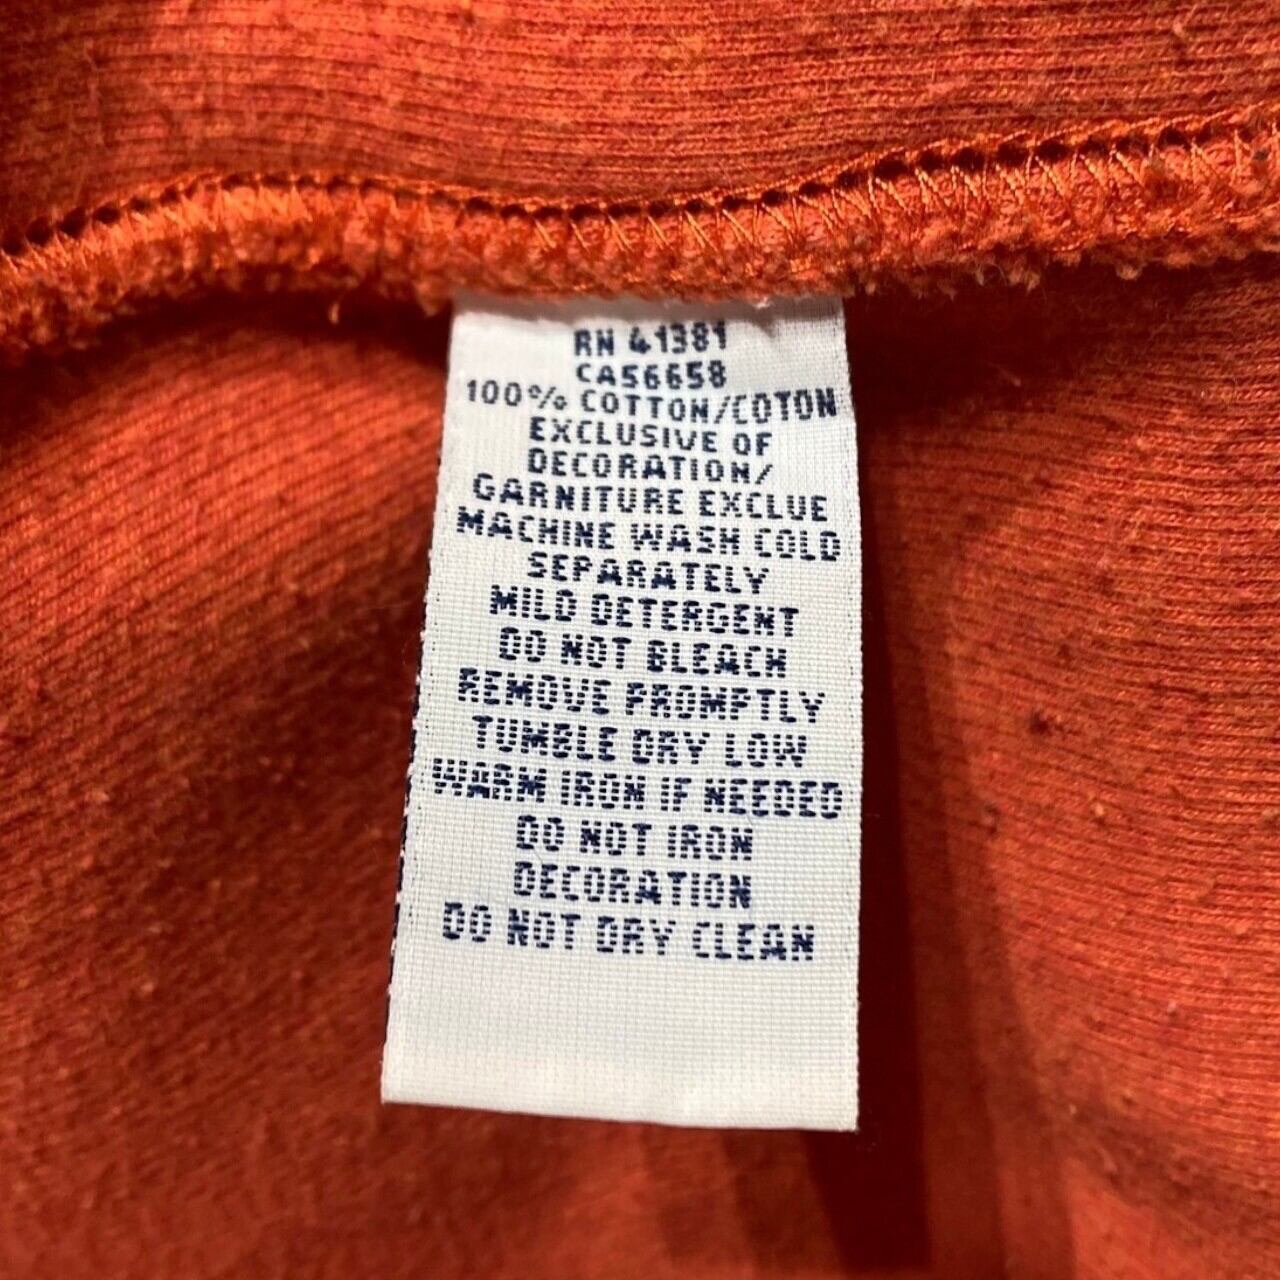 RN 41381
CA56658
100% COTTON/COTON
EXCLUSIVE OF
DECORATION/
GARNITURE EXCLUE
MACHINE WASH COLD
SEPARATELY
MILD DETERGENT
DO NOT BLEACH
REMOVE PROMPTLY
TUMBLE DRY LOW
WARM IRON IF NEEDED
DO NOT IRON
DECORATION
DO NOT DRY CLEAN